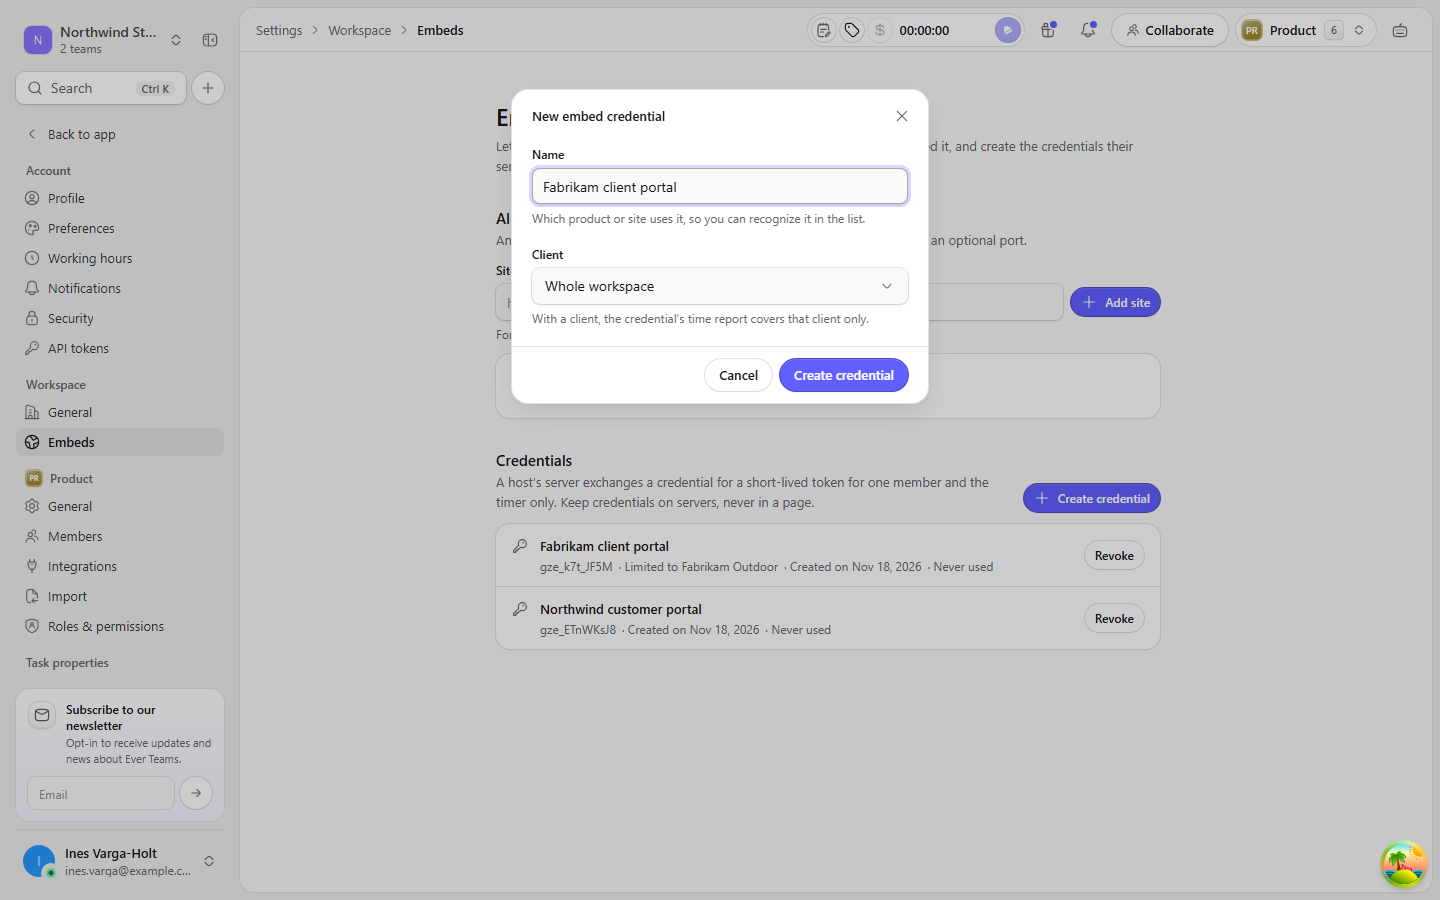 N
Northwind St...
2 teams
Search
Ctrl K
Back to app
Account
Profile
Preferences
Working hours
Notifications
Security
API tokens
Workspace
General
Embeds
PR Product
General
Members
Integrations
Import
Roles & permissions
Task properties
Subscribe to our
newsletter
Opt-in to receive updates and
news about Ever Teams.
Email
I
Ines Varga-Holt
ines.varga@example.c...
Settings > Workspace > Embeds
00:00:00
Collaborate
PR Product 6
New embed credential
Name
Fabrikam client portal
Which product or site uses it, so you can recognize it in the list.
Client
Whole workspace
With a client, the credential's time report covers that client only.
Cancel
Create credential
d it, and create the credentials their
an optional port.
Add site
Credentials
A host's server exchanges a credential for a short-lived token for one member and the
timer only. Keep credentials on servers, never in a page.
Create credential
Fabrikam client portal
gze_k7t_JF5M · Limited to Fabrikam Outdoor · Created on Nov 18, 2026 · Never used
Revoke
Northwind customer portal
gze_ETnWKsJ8 · Created on Nov 18, 2026 · Never used
Revoke